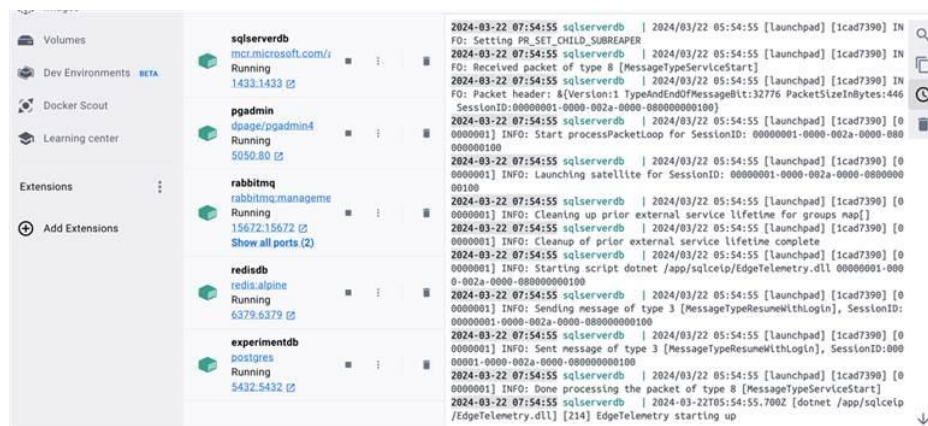 Volumes
Dev Environments BETA
Docker Scout
Learning center
Extensions
Add Extensions
sqlserverdb
mcr.microsoft.com/
Running
1433:1433
pgadmin
dpage/pgadmin4
Running
5050:80
rabbitmq
rabbitmq:manageme
Running
15672:15672
Show all ports (2)
redisdb
redis:alpine
Running
6379:6379
experimentdb
postgres
Running
5432:5432
2024-03-22 07:54:55 sqlserverdb | 2024/03/22 05:54:55 [launchpad] [1cad7390] IN
FO: Setting PR_SET_CHILD_SUBREAPER
2024-03-22 07:54:55 sqlserverdb | 2024/03/22 05:54:55 [launchpad] [1cad7390] IN
FO: Received packet of type 8 [MessageTypeServiceStart]
2024-03-22 07:54:55 sqlserverdb | 2024/03/22 05:54:55 [launchpad] [1cad7390] IN
FO: Packet header: &{Version:1 TypeAndEndOfMessageBit:32776 PacketSizeInBytes:446
SessionID:00000001-0000-002a-0000-080000000100}
2024-03-22 07:54:55 sqlserverdb | 2024/03/22 05:54:55 [launchpad] [1cad7390] [0
0000001] INFO: Start processPacketLoop for SessionID: 00000001-0000-002a-0000-080
000000100
2024-03-22 07:54:55 sqlserverdb | 2024/03/22 05:54:55 [launchpad] [1cad7390] [0
0000001] INFO: Launching satellite for SessionID: 00000001-0000-002a-0000-0800000
00100
2024-03-22 07:54:55 sqlserverdb | 2024/03/22 05:54:55 [launchpad] [1cad7390] [0
0000001] INFO: Cleaning up prior external service lifetime for groups map[]
2024-03-22 07:54:55 sqlserverdb | 2024/03/22 05:54:55 [launchpad] [1cad7390] [0
0000001] INFO: Cleanup of prior external service lifetime complete
2024-03-22 07:54:55 sqlserverdb | 2024/03/22 05:54:55 [launchpad] [1cad7390] [0
0000001] INFO: Starting script dotnet /app/sqlceip/EdgeTelemetry.dll 00000001-000
0-002a-0000-080000000100
2024-03-22 07:54:55 sqlserverdb | 2024/03/22 05:54:55 [launchpad] [1cad7390] [0
0000001] INFO: Sending message of type 3 [MessageTypeResumeWithLogin], SessionID:
00000001-0000-002a-0000-080000000100
2024-03-22 07:54:55 sqlserverdb | 2024/03/22 05:54:55 [launchpad] [1cad7390] [0
0000001] INFO: Sent message of type 3 [MessageTypeResumeWithLogin], SessionID:000
00001-0000-002a-0000-080000000100
2024-03-22 07:54:55 sqlserverdb | 2024/03/22 05:54:55 [launchpad] [1cad7390] [0
0000001] INFO: Done processing the packet of type 8 [MessageTypeServiceStart]
2024-03-22 07:54:55 sqlserverdb | 2024-03-22T05:54:55.700Z [dotnet /app/sqlceip
/EdgeTelemetry.dll] [214] EdgeTelemetry starting up